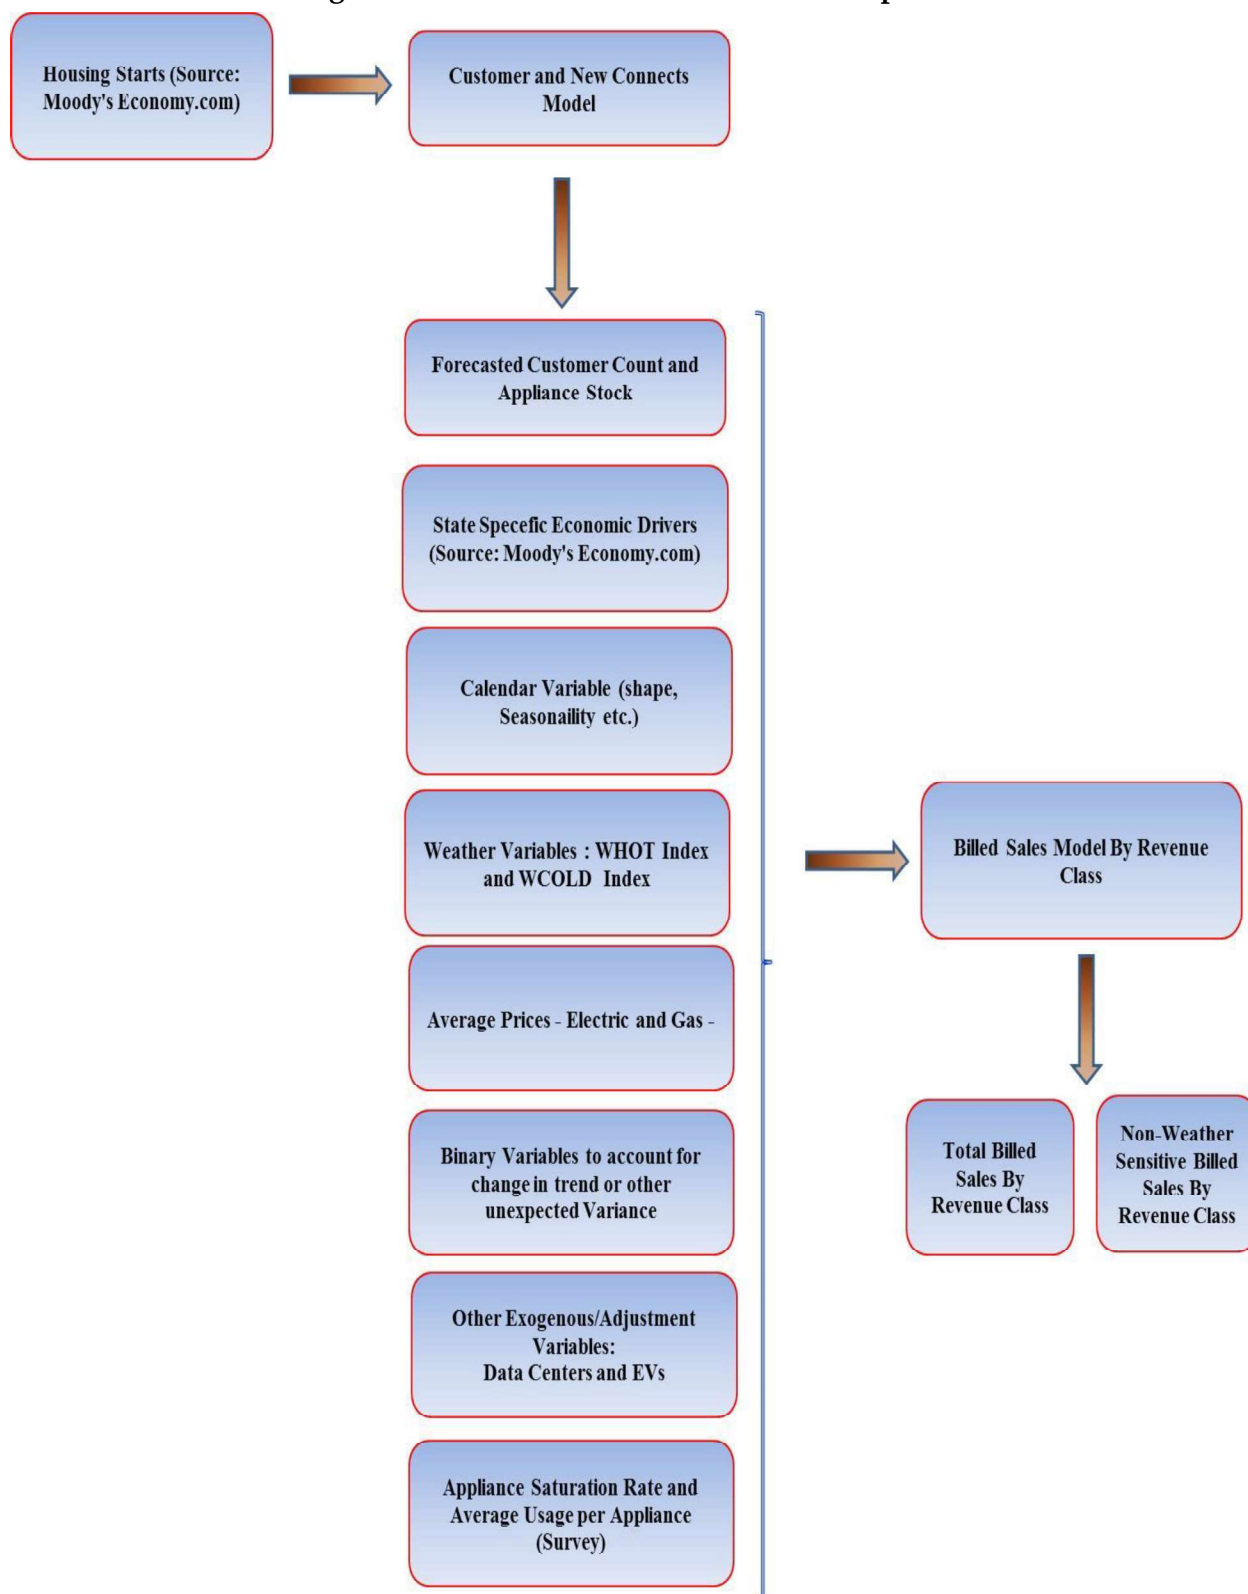 Housing Starts (Source:
Moody's Economy.com)
Customer and New Connects
Model
Forecasted Customer Count and
Appliance Stock
State Specefic Economic Drivers
(Source: Moody's Economy.com)
Calendar Variable (shape,
Seasonaility etc.)
Weather Variables : WHOT Index
and WCOLD Index
Average Prices - Electric and Gas -
Binary Variables to account for
change in trend or other
unexpected Variance
Other Exogenous/Adjustment
Variables:
Data Centers and EVs
Appliance Saturation Rate and
Average Usage per Appliance
(Survey)
Billed Sales Model By Revenue
Class
Total Billed
Sales By
Revenue Class
Non-Weather
Sensitive Billed
Sales By
Revenue Class